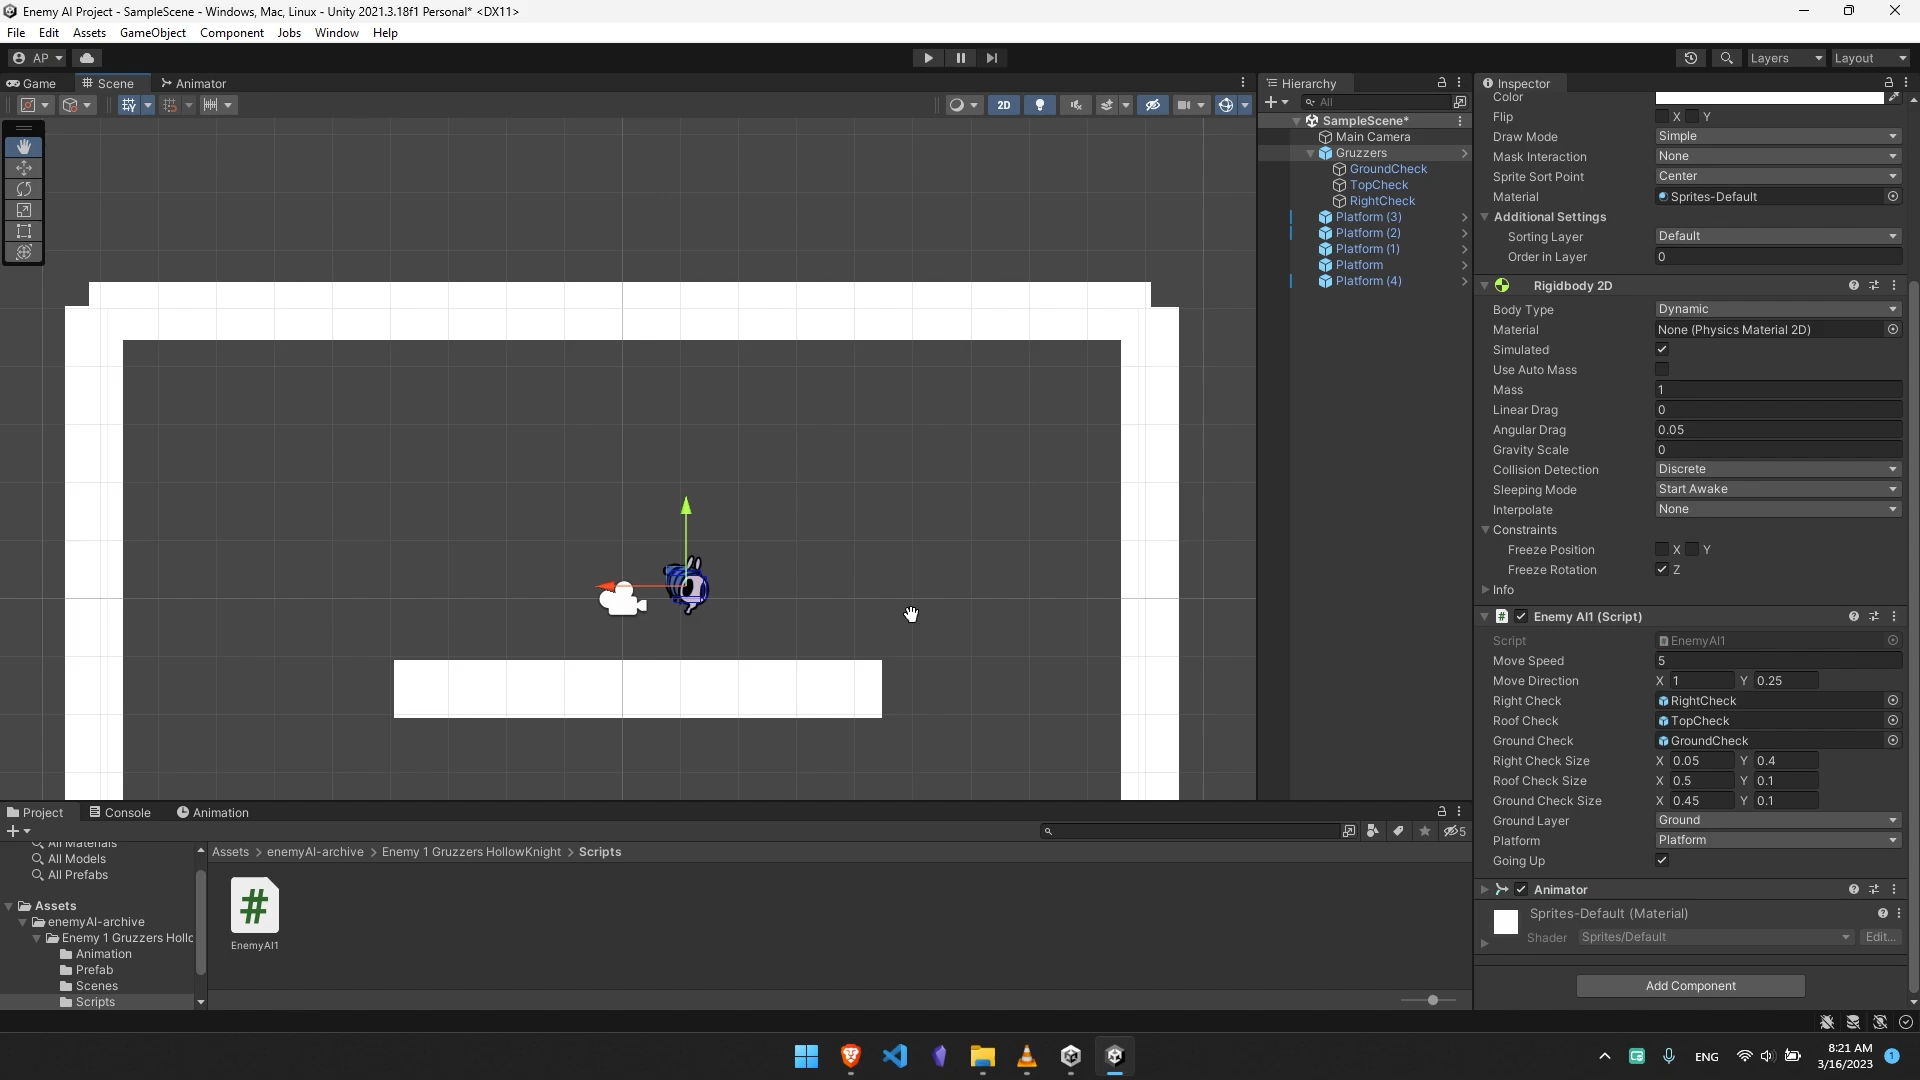 Enemy AI Project - SampleScene - Windows, Mac, Linux - Unity 2021.3.18f1 Personal* <DX11>
File Edit Assets GameObject Component Jobs Window Help
AP Layers Layout
Game Scene Animator
2D
Hierarchy
All
SampleScene*
Main Camera
Gruzzers
GroundCheck
TopCheck
RightCheck
Platform (3)
Platform (2)
Platform (1)
Platform
Platform (4)
Inspector
Color
Flip X Y
Draw Mode Simple
Mask Interaction None
Sprite Sort Point Center
Material Sprites-Default
Additional Settings
Sorting Layer Default
Order in Layer 0
Rigidbody 2D
Body Type Dynamic
Material None (Physics Material 2D)
Simulated
Use Auto Mass
Mass 1
Linear Drag 0
Angular Drag 0.05
Gravity Scale 0
Collision Detection Discrete
Sleeping Mode Start Awake
Interpolate None
Constraints
Freeze Position X Y
Freeze Rotation Z
Info
# Enemy AI1 (Script)
Script EnemyAI1
Move Speed 5
Move Direction X 1 Y 0.25
Right Check RightCheck
Roof Check TopCheck
Ground Check GroundCheck
Right Check Size X 0.05 Y 0.4
Roof Check Size X 0.5 Y 0.1
Ground Check Size X 0.45 Y 0.1
Ground Layer Ground
Platform Platform
Going Up
Animator
Sprites-Default (Material)
Shader Sprites/Default Edit...
Add Component
Project Console Animation
5
All Materials
All Models
All Prefabs
Assets
enemyAI-archive
Enemy 1 Gruzzers Hollc
Animation
Prefab
Scenes
Scripts
Assets > enemyAI-archive > Enemy 1 Gruzzers HollowKnight > Scripts
#
EnemyAI1
ENG
8:21 AM
3/16/2023
1